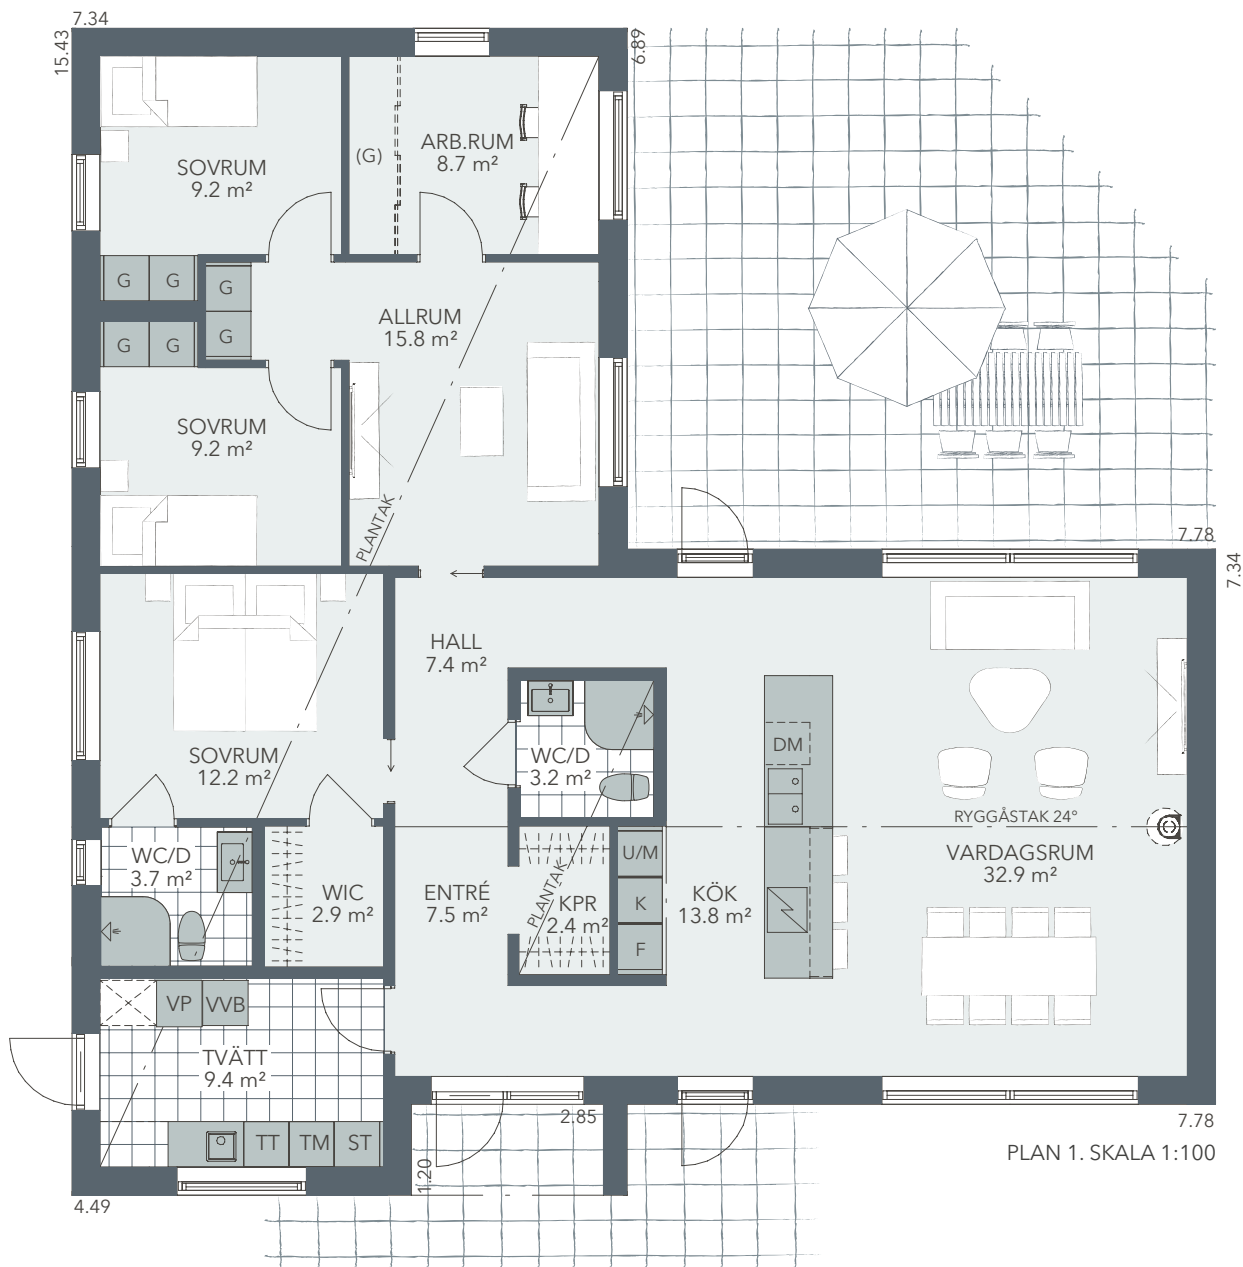 7.34
15.43
6.89
SOVRUM
9.2 m²
(G)
ARB.RUM
8.7 m²
G
G
G
G
G
G
ALLRUM
15.8 m²
SOVRUM
9.2 m²
PLANTAK
7.78
7.34
HALL
7.4 m²
SOVRUM
12.2 m²
WC/D
3.2 m²
DM
RYGGÅSTAK 24°
VARDAGSRUM
32.9 m²
WC/D
3.7 m²
WIC
2.9 m²
ENTRÉ
7.5 m²
PLANTAK
KPR
2.4 m²
U/M
K
F
KÖK
13.8 m²
VP
VVB
TVÄTT
9.4 m²
TT
TM
ST
2.85
1.20
7.78
PLAN 1. SKALA 1:100
4.49